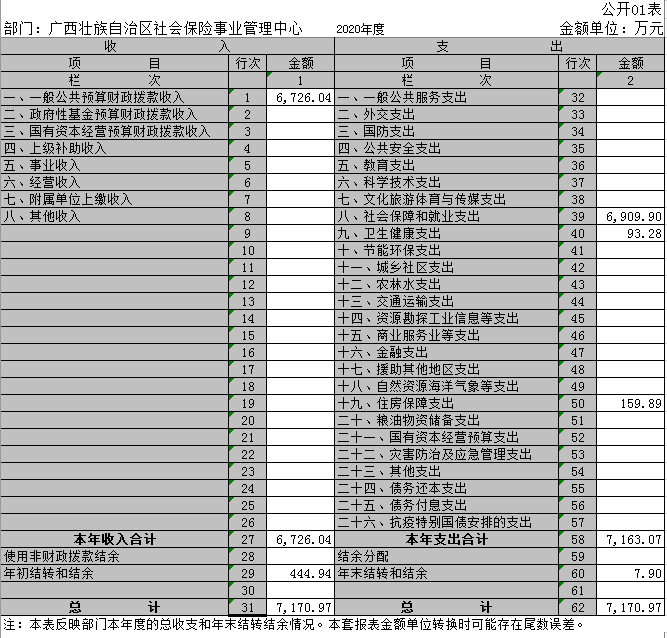 公开01表
部门：广西壮族自治区社会保险事业管理中心 2020年度 金额单位：万元
收 入 支 出
项 目 行次 金额 项 目 行次 金额
栏 次 1 栏 次 2
一、一般公共预算财政拨款收入 1 6,726.04 一、一般公共服务支出 32
二、政府性基金预算财政拨款收入 2 二、外交支出 33
三、国有资本经营预算财政拨款收入 3 三、国防支出 34
四、上级补助收入 4 四、公共安全支出 35
五、事业收入 5 五、教育支出 36
六、经营收入 6 六、科学技术支出 37
七、附属单位上缴收入 7 七、文化旅游体育与传媒支出 38
八、其他收入 8 八、社会保障和就业支出 39 6,909.90
9 九、卫生健康支出 40 93.28
10 十、节能环保支出 41
11 十一、城乡社区支出 42
12 十二、农林水支出 43
13 十三、交通运输支出 44
14 十四、资源勘探工业信息等支出 45
15 十五、商业服务业等支出 46
16 十六、金融支出 47
17 十七、援助其他地区支出 48
18 十八、自然资源海洋气象等支出 49
19 十九、住房保障支出 50 159.89
20 二十、粮油物资储备支出 51
21 二十一、国有资本经营预算支出 52
22 二十二、灾害防治及应急管理支出 53
23 二十三、其他支出 54
24 二十四、债务还本支出 55
25 二十五、债务付息支出 56
26 二十六、抗疫特别国债安排的支出 57
本年收入合计 27 6,726.04 本年支出合计 58 7,163.07
使用非财政拨款结余 28 结余分配 59
年初结转和结余 29 444.94 年末结转和结余 60 7.90
30 61
总 计 31 7,170.97 总 计 62 7,170.97
注：本表反映部门本年度的总收支和年末结转结余情况。本套报表金额单位转换时可能存在尾数误差。